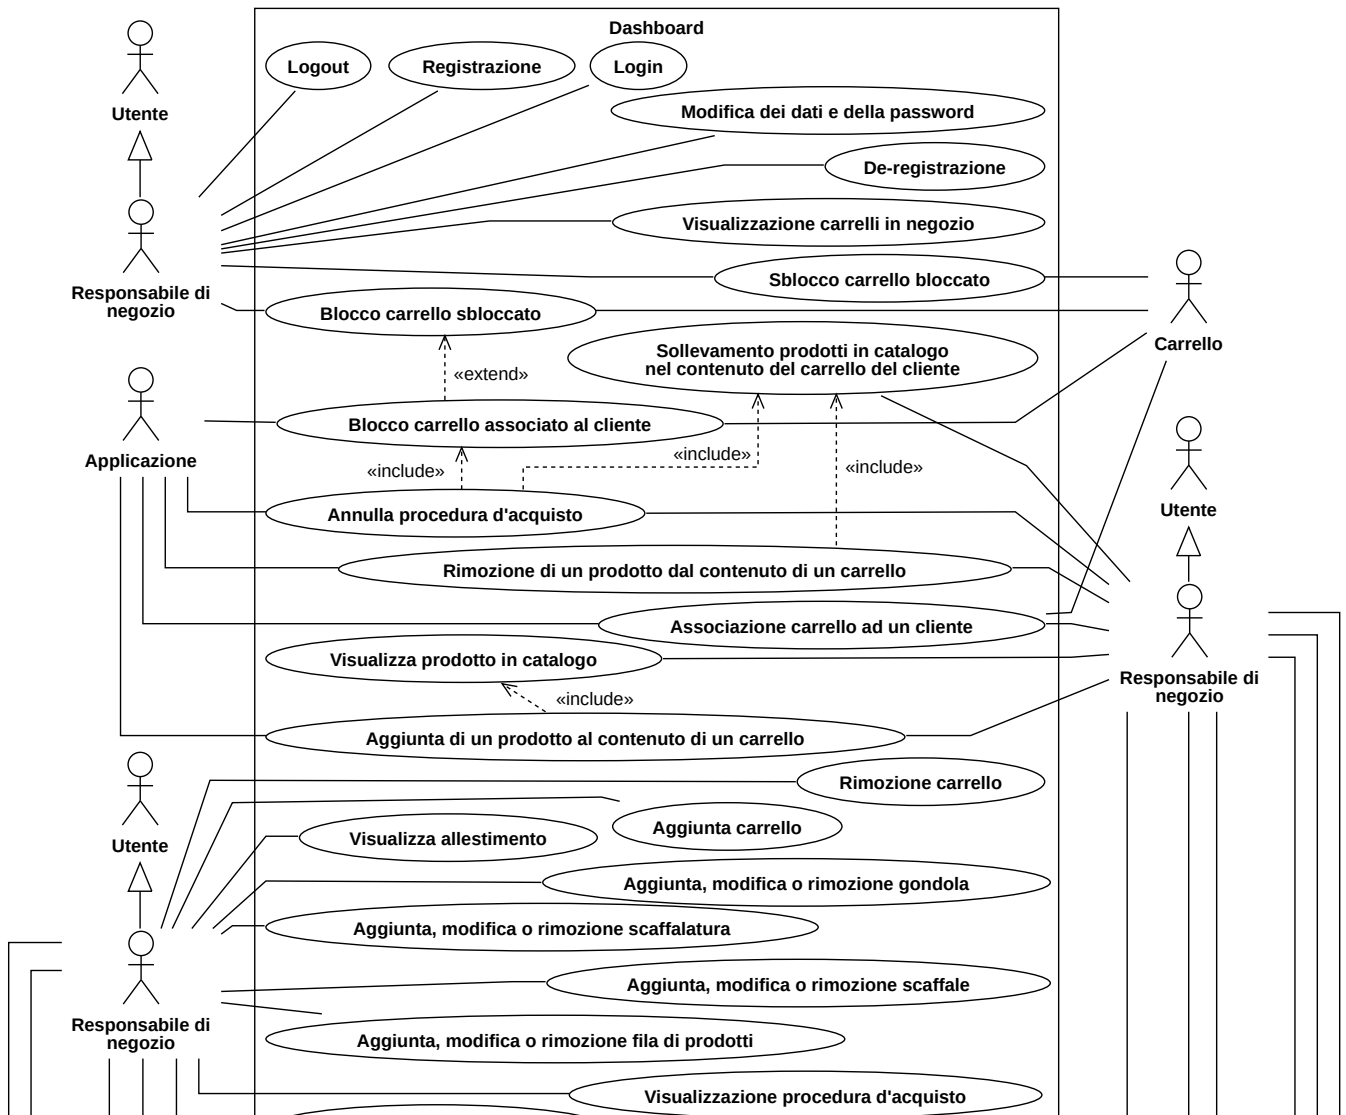 Dashboard
Logout
Registrazione
Login
Utente
Modifica dei dati e della password
De-registrazione
Visualizzazione carrelli in negozio
Sblocco carrello bloccato
Responsabile di
negozio
Blocco carrello sbloccato
Carrello
Sollevamento prodotti in catalogo
nel contenuto del carrello del cliente
«extend»
Blocco carrello associato al cliente
Applicazione
«include»
«include»
«include»
Utente
Annulla procedura d'acquisto
Rimozione di un prodotto dal contenuto di un carrello
Associazione carrello ad un cliente
Visualizza prodotto in catalogo
Responsabile di
negozio
«include»
Aggiunta di un prodotto al contenuto di un carrello
Rimozione carrello
Utente
Aggiunta carrello
Visualizza allestimento
Aggiunta, modifica o rimozione gondola
Aggiunta, modifica o rimozione scaffalatura
Aggiunta, modifica o rimozione scaffale
Responsabile di
negozio
Aggiunta, modifica o rimozione fila di prodotti
Visualizzazione procedura d'acquisto